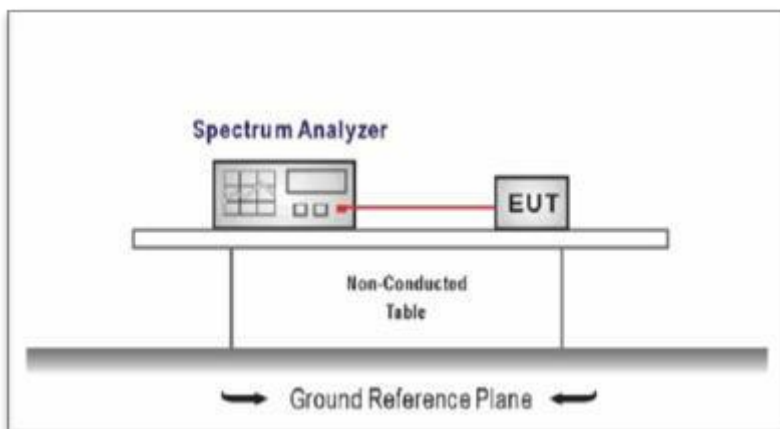 Spectrum Analyzer
EUT
Non-Conducted
Table
Ground Reference Plane